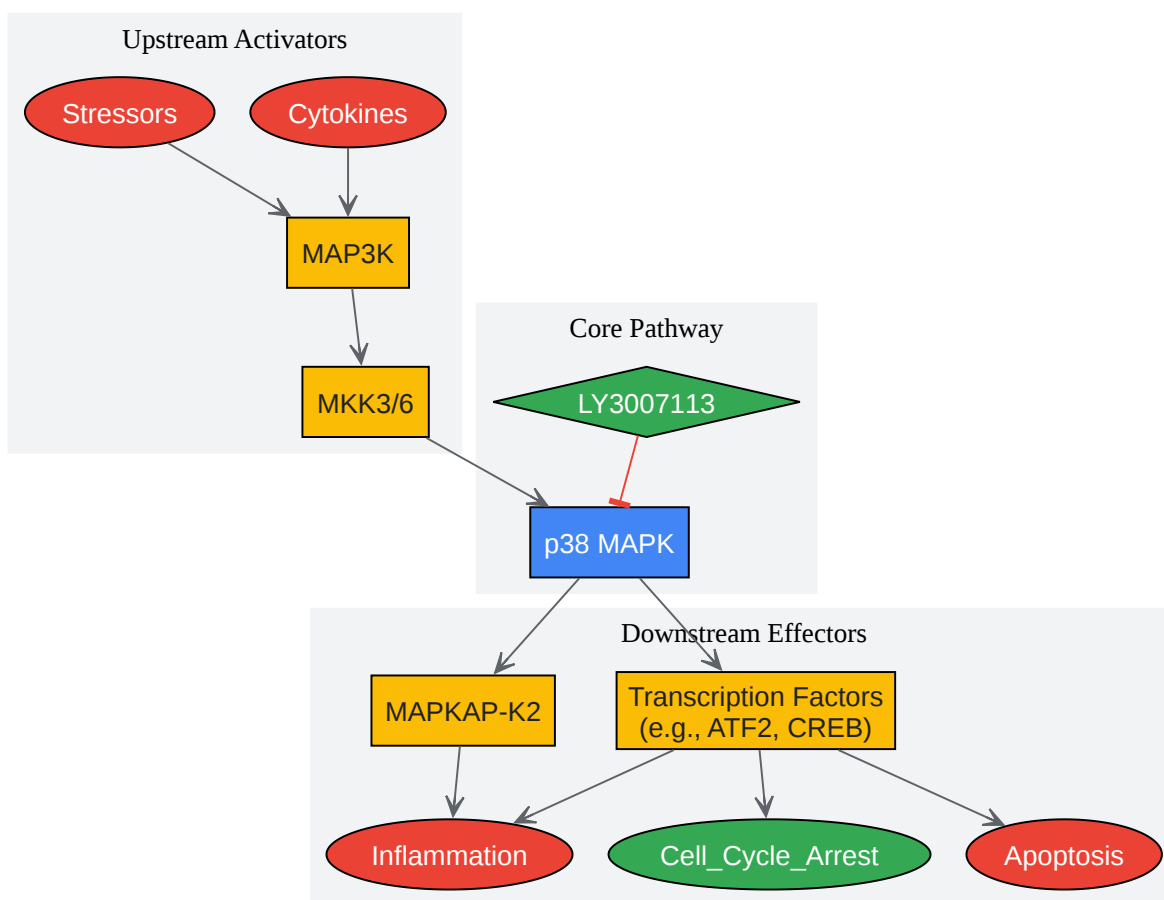 Upstream Activators
Stressors
Cytokines
MAP3K
MKK3/6
Core Pathway
LY3007113
p38 MAPK
Downstream Effectors
MAPKAP-K2
Transcription Factors
(e.g., ATF2, CREB)
Inflammation
Cell_Cycle_Arrest
Apoptosis